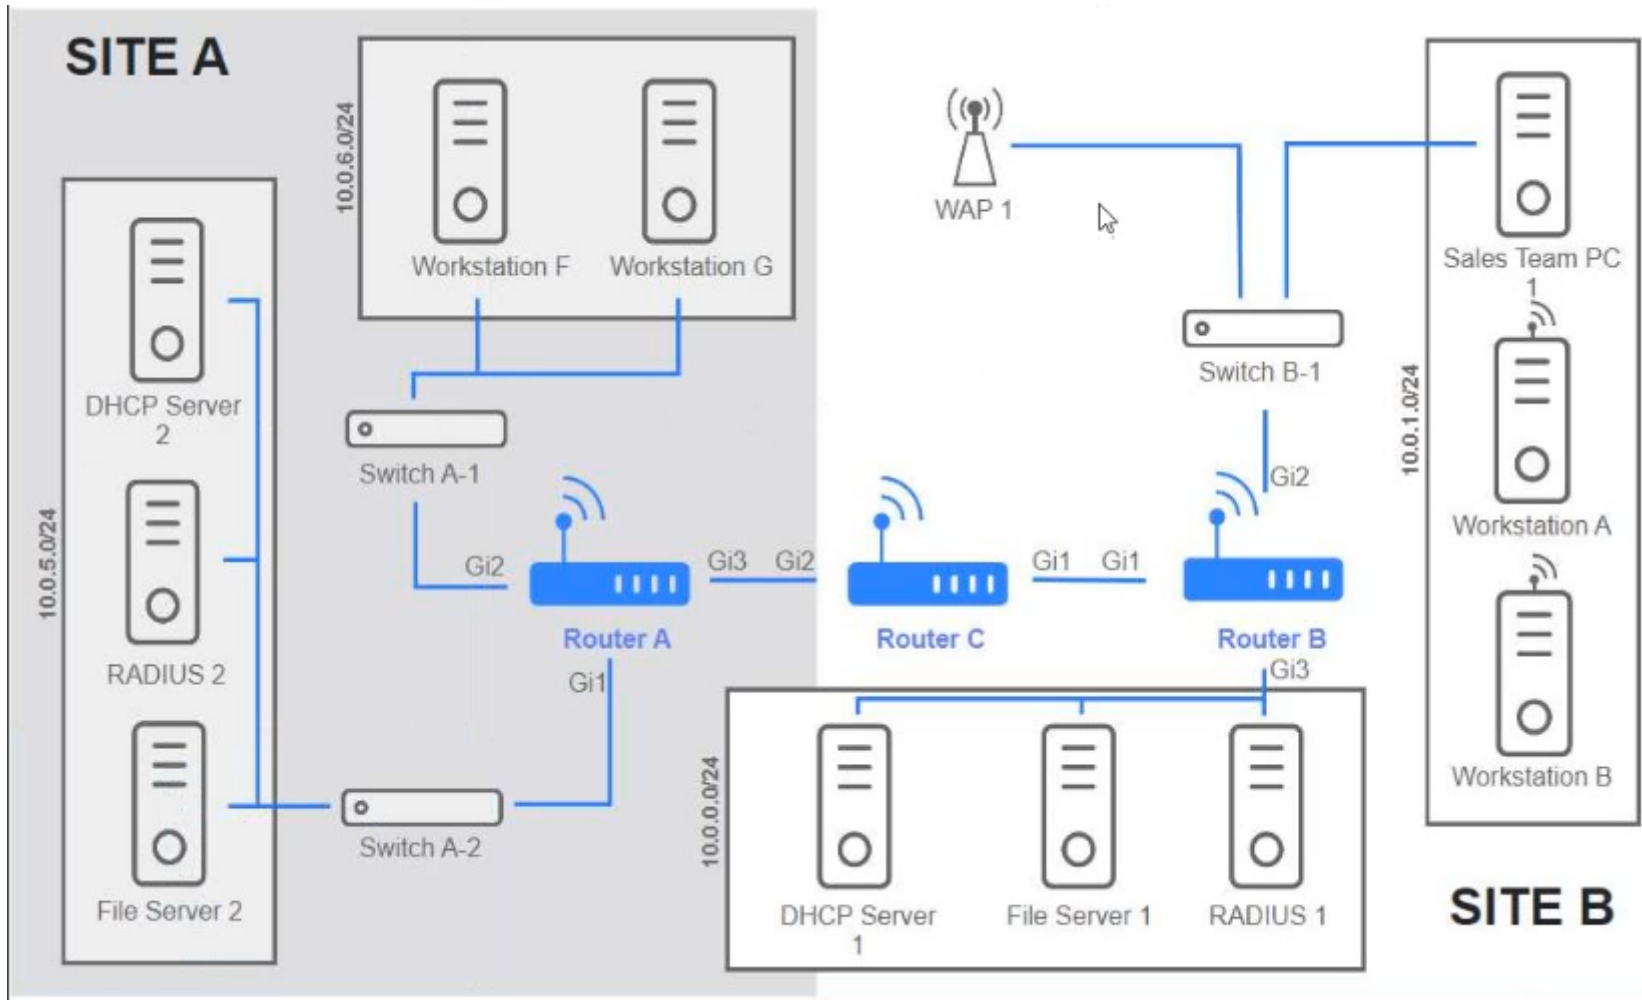 SITE A
10.0.6.0/24
Workstation F
Workstation G
WAP 1
Sales Team PC
1
DHCP Server
2
Switch A-1
Switch B-1
10.0.1.0/24
Workstation A
10.0.5.0/24
RADIUS 2
Gi2
Router A
Gi3
Gi2
Router C
Gi1
Gi1
Gi2
Router B
Gi1
Gi3
Workstation B
File Server 2
Switch A-2
10.0.0.0/24
DHCP Server
1
File Server 1
RADIUS 1
SITE B